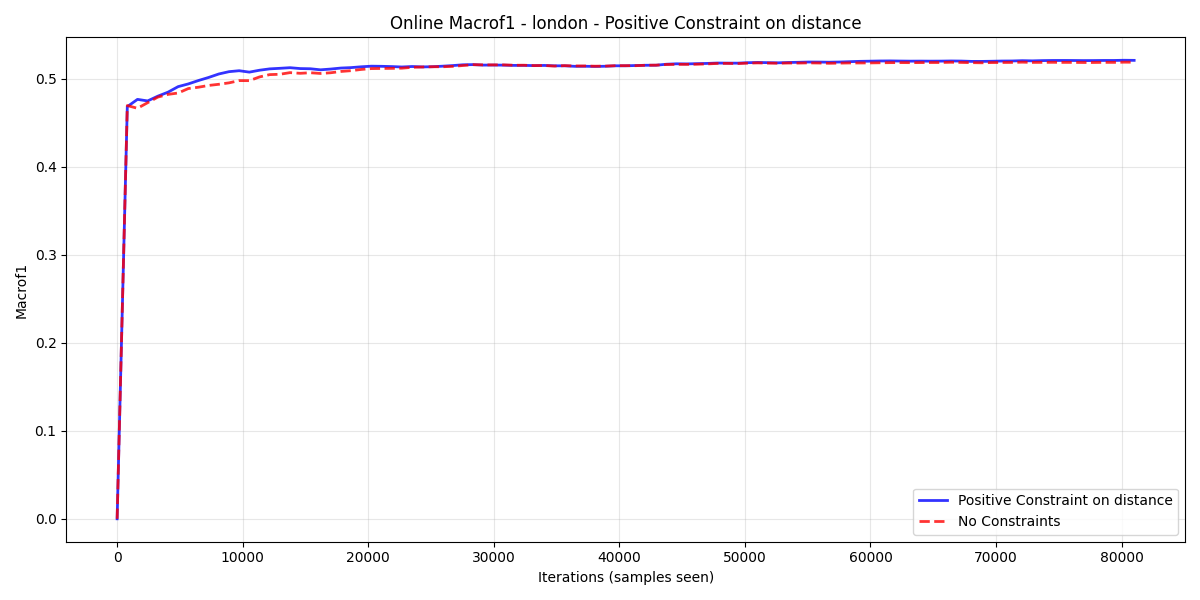 Online Macrof1 - london - Positive Constraint on distance
Macrof1
0.5
0.4
0.3
0.2
0.1
0.0
0 10000 20000 30000 40000 50000 60000 70000 80000
Iterations (samples seen)
Positive Constraint on distance
No Constraints